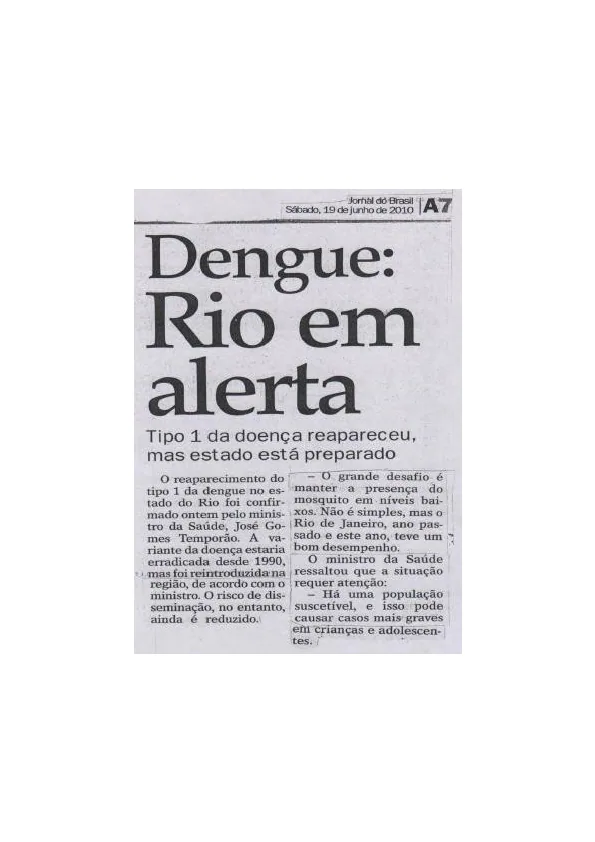 Jornal do Brasil
Sábado, 19 de junho de 2010 A7
Dengue:
Rio em
alerta
Tipo 1 da doença reapareceu,
mas estado está preparado
O reaparecimento do
tipo 1 da dengue no es-
tado do Rio foi confir-
mado ontem pelo minis-
tro da Saúde, José Go-
mes Temporão. A va-
riante da doença estaria
erradicada desde 1990,
mas foi reintroduzida na
região, de acordo com o
ministro. O risco de dis-
seminação, no entanto,
ainda é reduzido.
– O grande desafio é
manter a presença do
mosquito em níveis bai-
xos. Não é simples, mas o
Rio de Janeiro, ano pas-
sado e este ano, teve um
bom desempenho.
O ministro da Saúde
ressaltou que a situação
requer atenção:
– Há uma população
suscetível, e isso pode
causar casos mais graves
em crianças e adolescen-
tes.